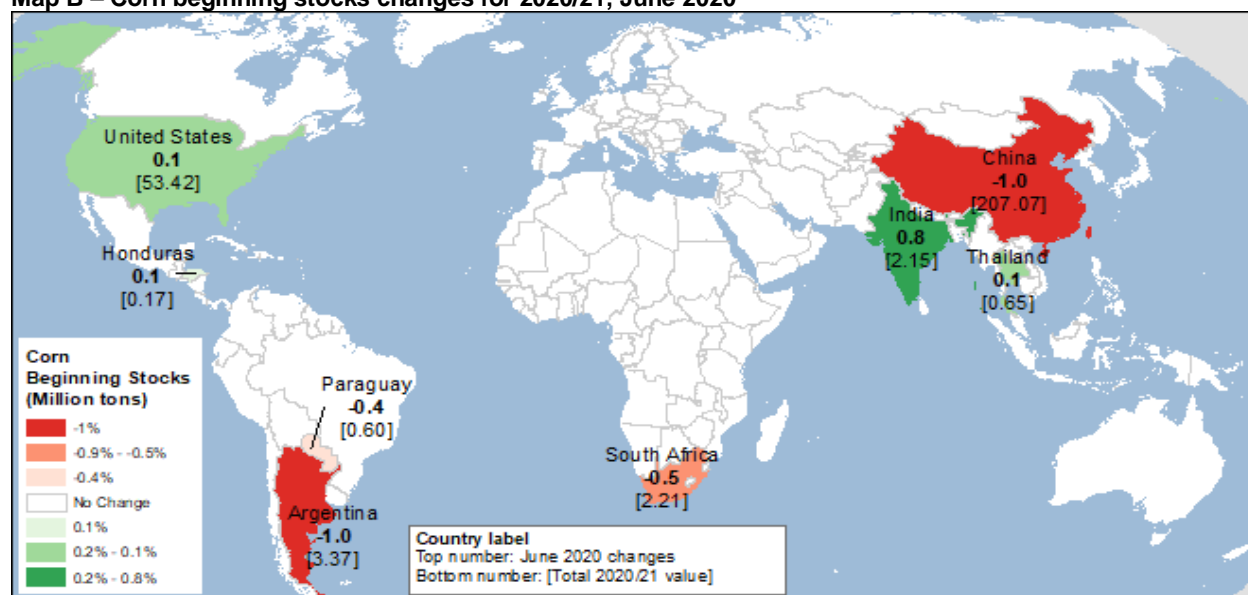 Map B – Corn beginning stocks changes for 2020/21, June 2020
United States
0.1
[53.42]
China
-1.0
[207.07]
India
0.8
[2.15]
Thailand
0.1
[0.65]
Honduras
0.1
[0.17]
Paraguay
-0.4
[0.60]
South Africa
-0.5
[2.21]
Argentina
-1.0
[3.37]
Corn
Beginning Stocks
(Million tons)
-1%
-0.9% - -0.5%
-0.4%
No Change
0.1%
0.2% - 0.1%
0.2% - 0.8%
Country label
Top number: June 2020 changes
Bottom number: [Total 2020/21 value]